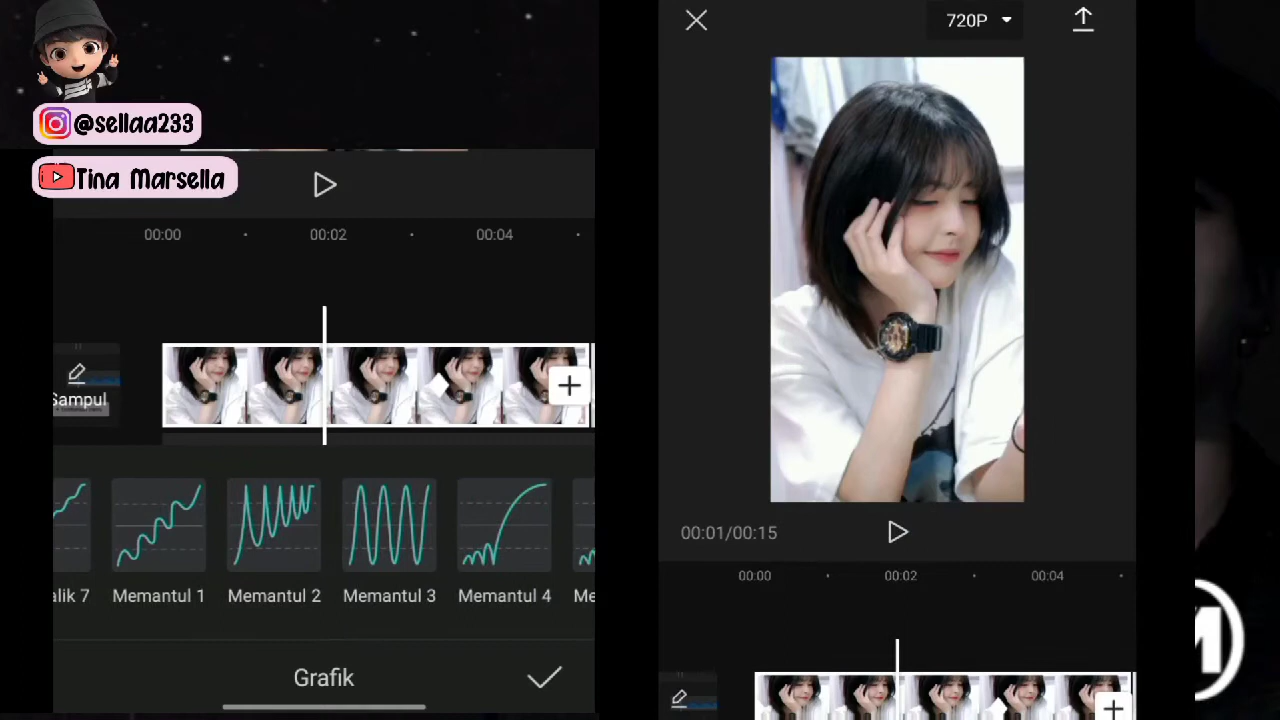 @sellaa233
Tina Marsella
00:00
00:02
00:04
Sampul
alik 7
Memantul 1
Memantul 2
Memantul 3
Memantul 4
Me
Grafik
720P
00:01/00:15
00:00
00:02
00:04
M